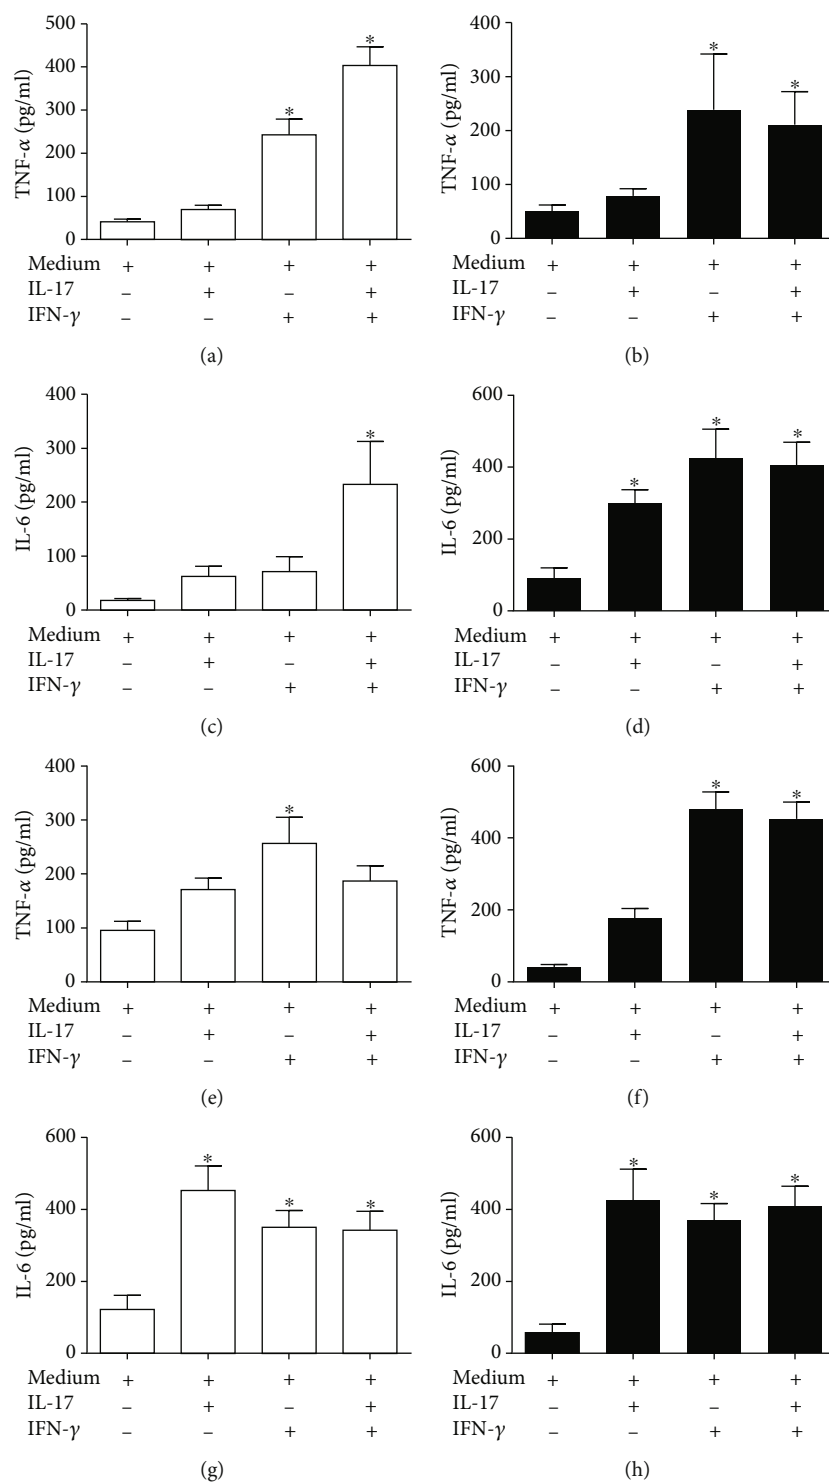 500
400
300
200
100
0
TNF-α (pg/ml)
* *
Medium + + + +
IL-17 – + – +
IFN-γ – – + +
(a)
400
300
200
100
0
TNF-α (pg/ml)
* *
Medium + + + +
IL-17 – + – +
IFN-γ – – + +
(b)
400
300
200
100
0
IL-6 (pg/ml)
*
Medium + + + +
IL-17 – + – +
IFN-γ – – + +
(c)
600
400
200
0
IL-6 (pg/ml)
* * *
Medium + + + +
IL-17 – + – +
IFN-γ – – + +
(d)
400
300
200
100
0
TNF-α (pg/ml)
*
Medium + + + +
IL-17 – + – +
IFN-γ – – + +
(e)
600
400
200
0
TNF-α (pg/ml)
* *
Medium + + + +
IL-17 – + – +
IFN-γ – – + +
(f)
600
400
200
0
IL-6 (pg/ml)
* * *
Medium + + + +
IL-17 – + – +
IFN-γ – – + +
(g)
600
400
200
0
IL-6 (pg/ml)
* * *
Medium + + + +
IL-17 – + – +
IFN-γ – – + +
(h)